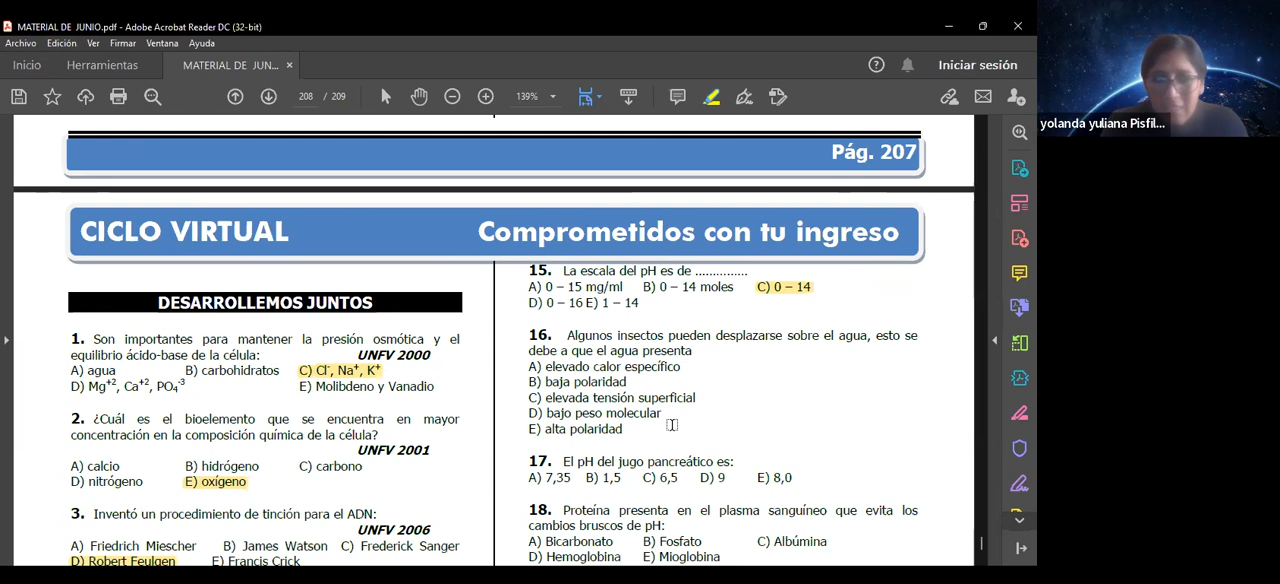 MATERIAL DE JUNIO.pdf - Adobe Acrobat Reader DC (32-bit)
Archivo Edición Ver Firmar Ventana Ayuda
Inicio Herramientas MATERIAL DE JUN... × Iniciar sesión
208 / 209 139%
yolanda yuliana Pisfil...
Pág. 207
CICLO VIRTUAL Comprometidos con tu ingreso
DESARROLLEMOS JUNTOS
1. Son importantes para mantener la presión osmótica y el
equilibrio ácido-base de la célula: UNFV 2000
A) agua B) carbohidratos C) Cl⁻, Na⁺, K⁺
D) Mg⁺², Ca⁺², PO₄⁻³ E) Molibdeno y Vanadio
2. ¿Cuál es el bioelemento que se encuentra en mayor
concentración en la composición química de la célula?
UNFV 2001
A) calcio B) hidrógeno C) carbono
D) nitrógeno E) oxígeno
3. Inventó un procedimiento de tinción para el ADN:
UNFV 2006
A) Friedrich Miescher B) James Watson C) Frederick Sanger
D) Robert Feulgen E) Francis Crick
15. La escala del pH es de ...............
A) 0 – 15 mg/ml B) 0 – 14 moles C) 0 – 14
D) 0 – 16 E) 1 – 14
16. Algunos insectos pueden desplazarse sobre el agua, esto se
debe a que el agua presenta
A) elevado calor específico
B) baja polaridad
C) elevada tensión superficial
D) bajo peso molecular
E) alta polaridad
17. El pH del jugo pancreático es:
A) 7,35 B) 1,5 C) 6,5 D) 9 E) 8,0
18. Proteína presenta en el plasma sanguíneo que evita los
cambios bruscos de pH:
A) Bicarbonato B) Fosfato C) Albúmina
D) Hemoglobina E) Mioglobina